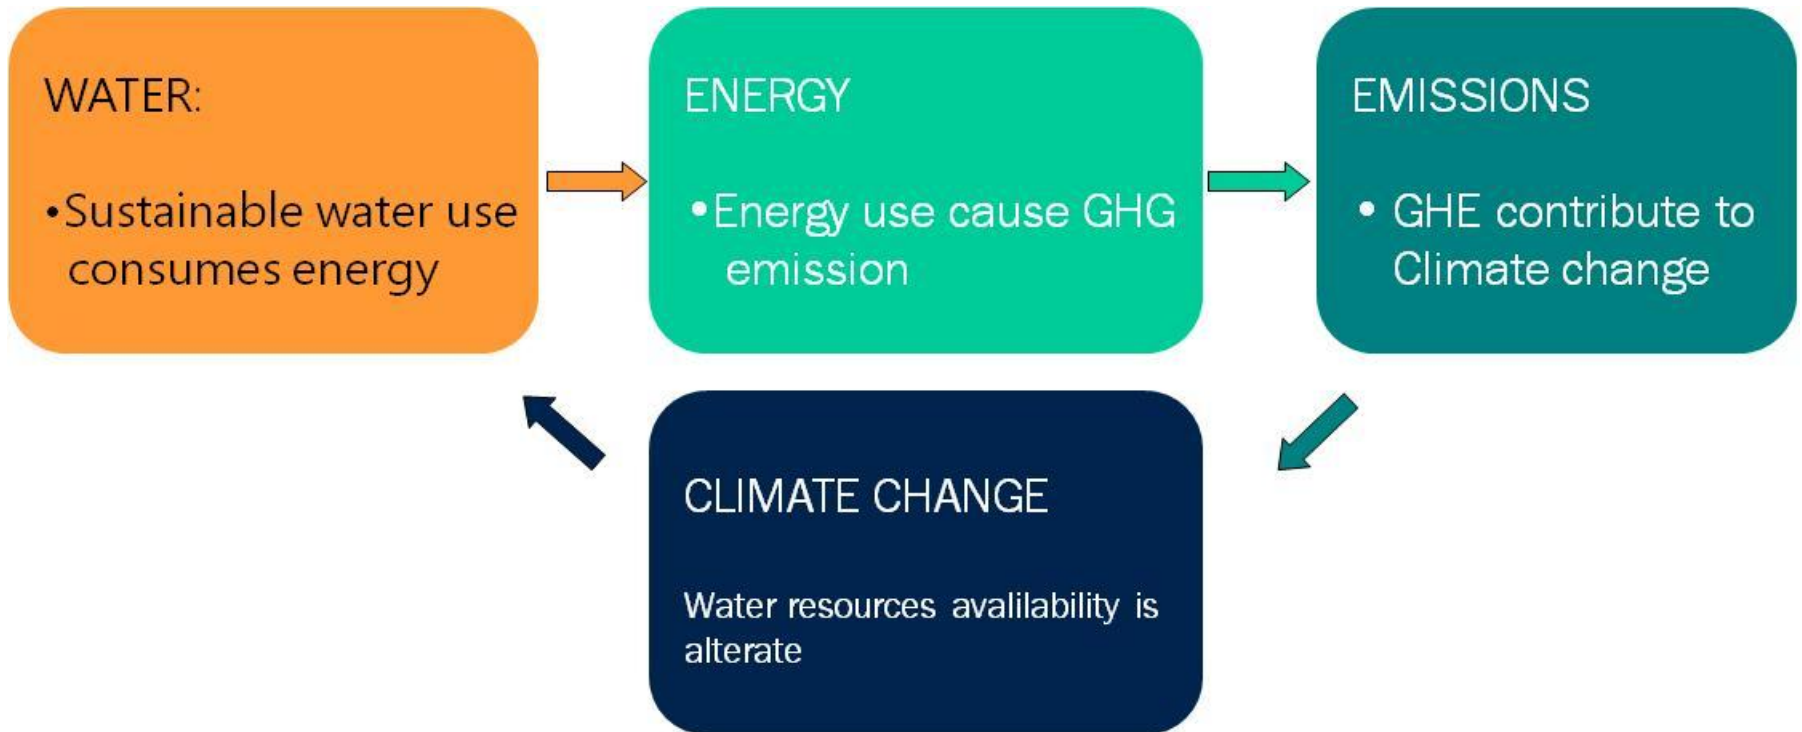 WATER:
•Sustainable water use
consumes energy
ENERGY
•Energy use cause GHG
emission
EMISSIONS
• GHE contribute to
Climate change
CLIMATE CHANGE
Water resources avalilability is
alterate